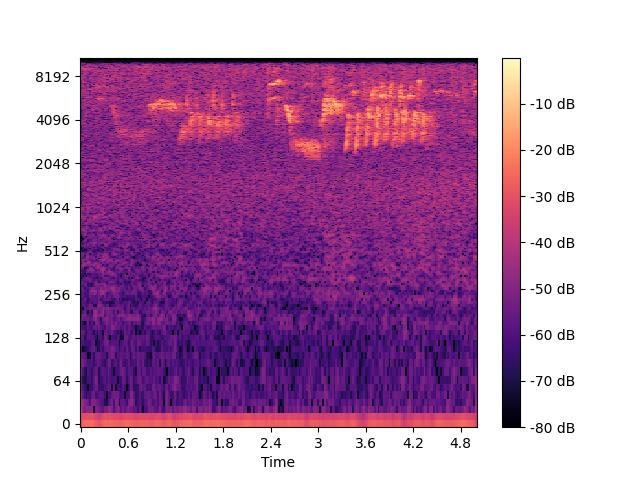 8192
4096
2048
1024
512
256
128
64
0
Hz
0 0.6 1.2 1.8 2.4 3 3.6 4.2 4.8
Time
-10 dB
-20 dB
-30 dB
-40 dB
-50 dB
-60 dB
-70 dB
-80 dB